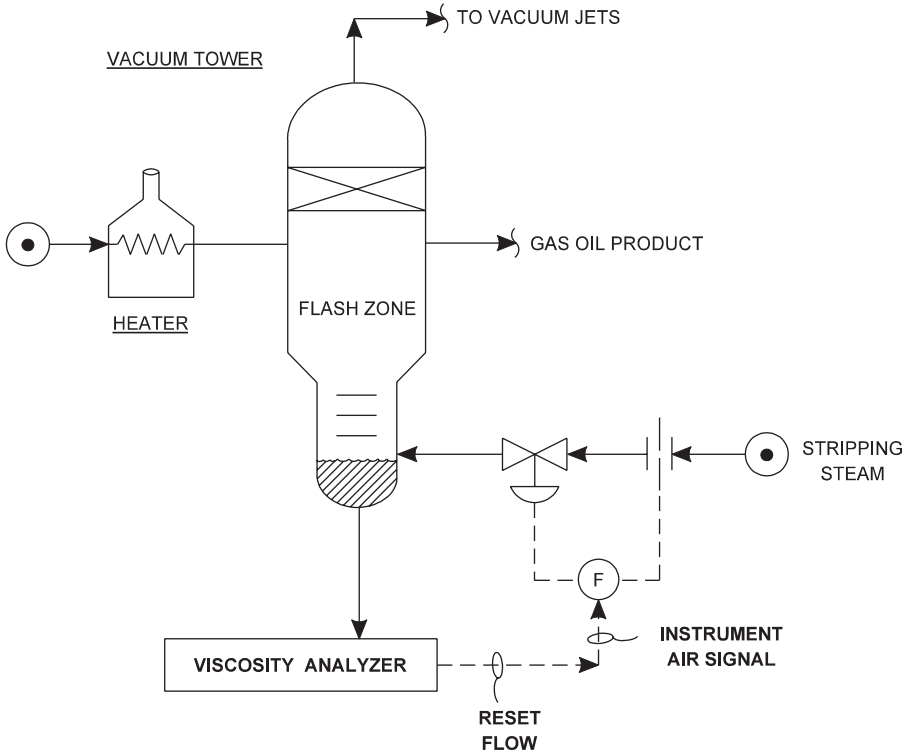 TO VACUUM JETS
VACUUM TOWER
GAS OIL PRODUCT
FLASH ZONE
HEATER
STRIPPING
STEAM
F
INSTRUMENT
AIR SIGNAL
VISCOSITY ANALYZER
RESET
FLOW